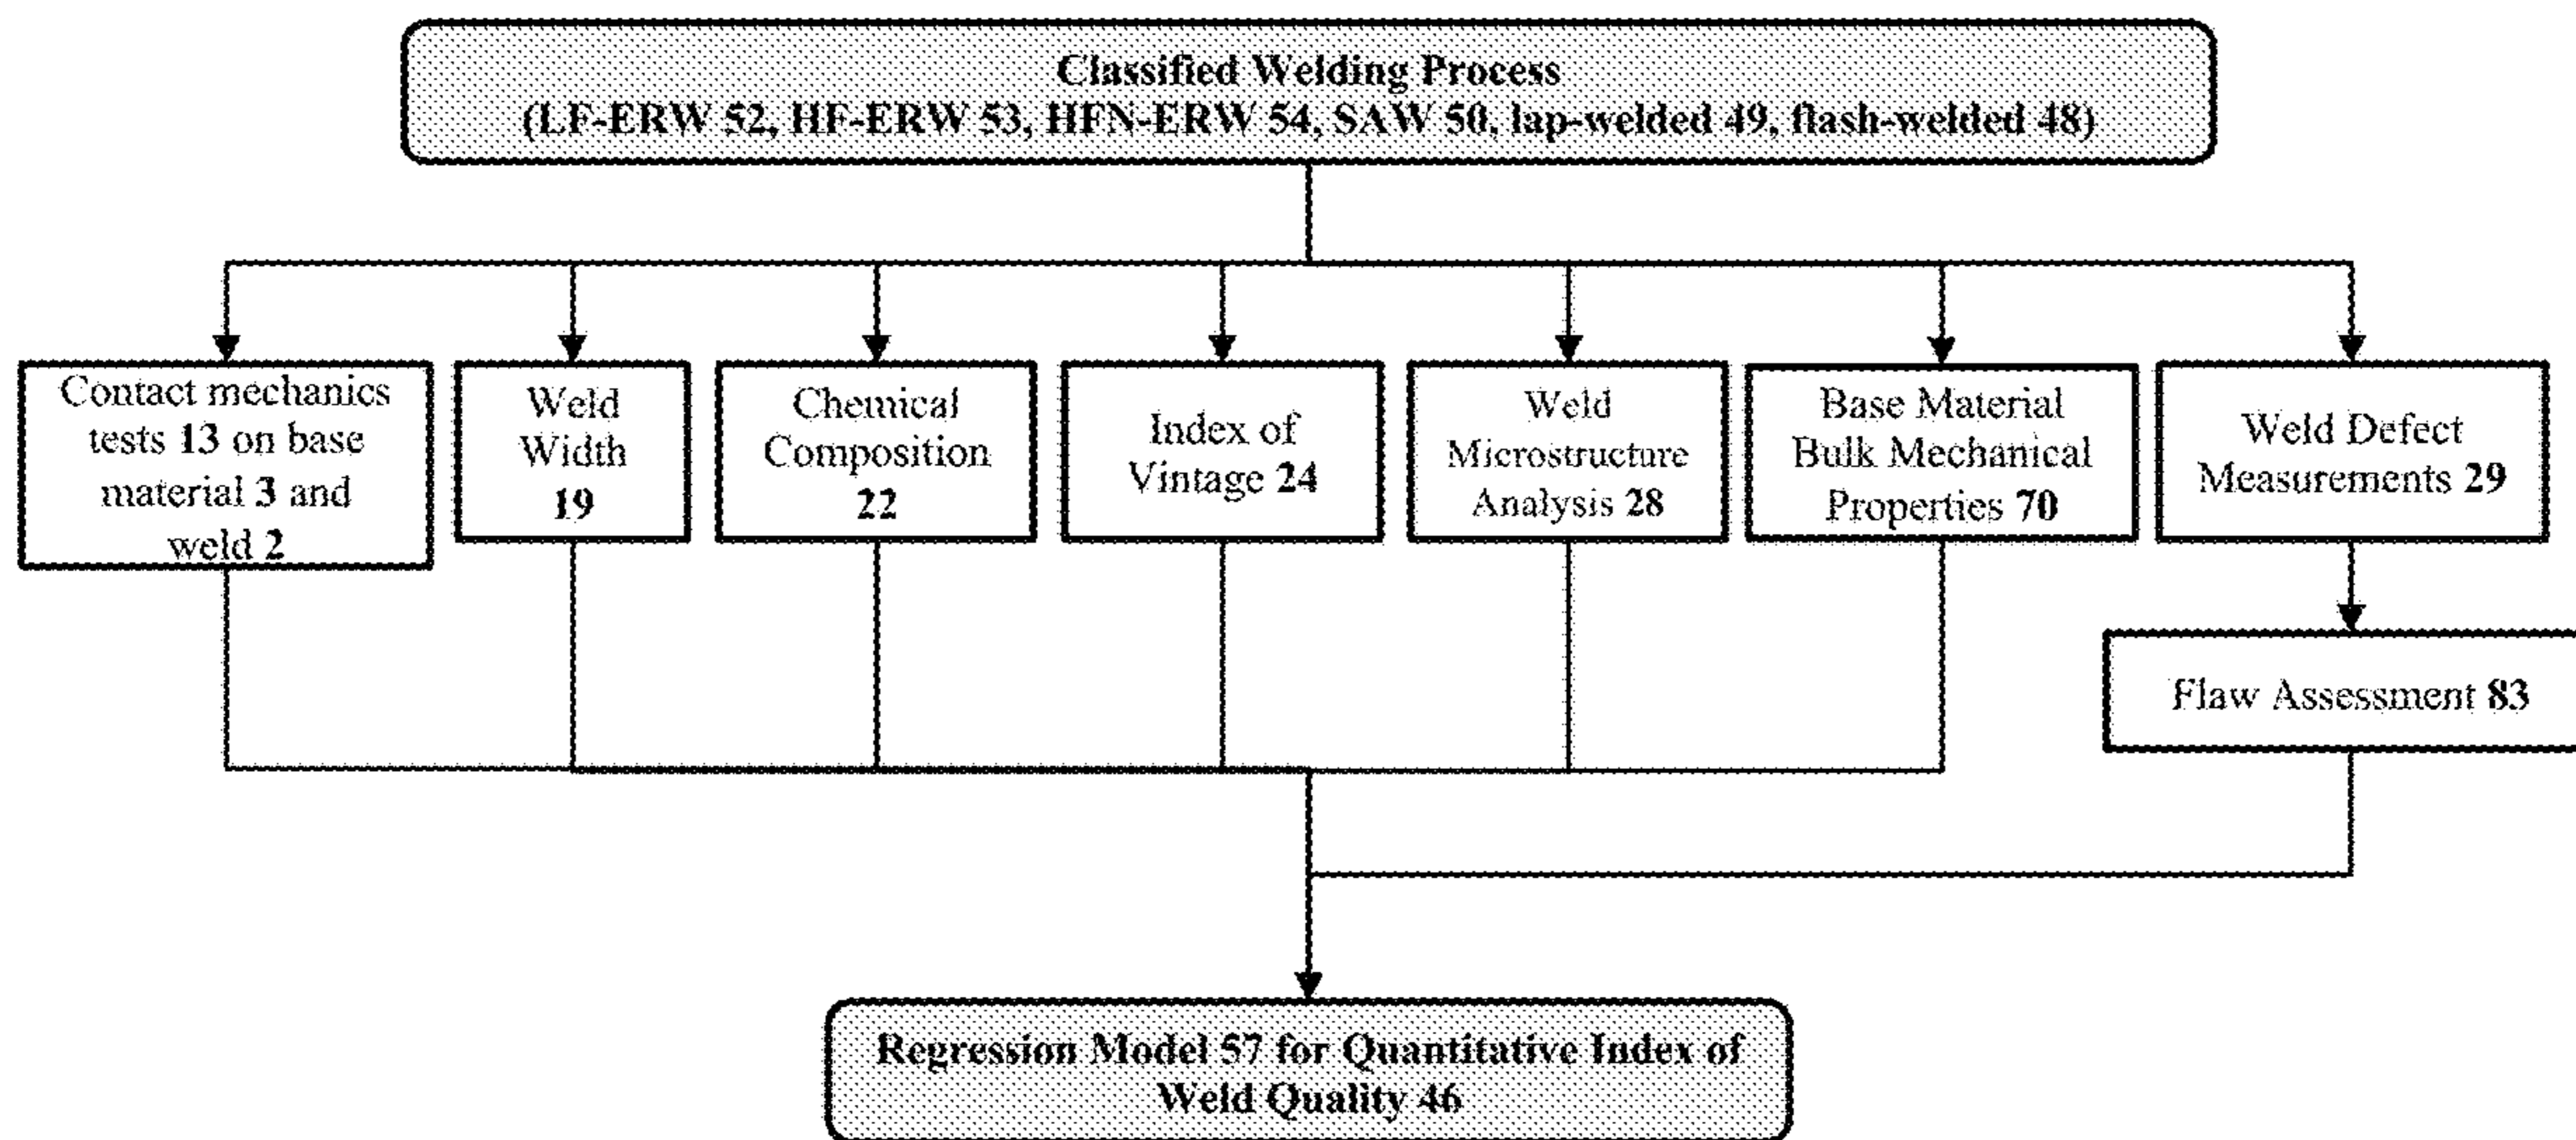 Classified Welding Process
(LF-ERW 52, HF-ERW 53, HFN-ERW 54, SAW 50, lap-welded 49, flash-welded 48)
Contact mechanics
tests 13 on base
material 3 and
weld 2
Weld
Width
19
Chemical
Composition
22
Index of
Vintage 24
Weld
Microstructure
Analysis 28
Base Material
Bulk Mechanical
Properties 70
Weld Defect
Measurements 29
Flaw Assessment 83
Regression Model 57 for Quantitative Index of
Weld Quality 46